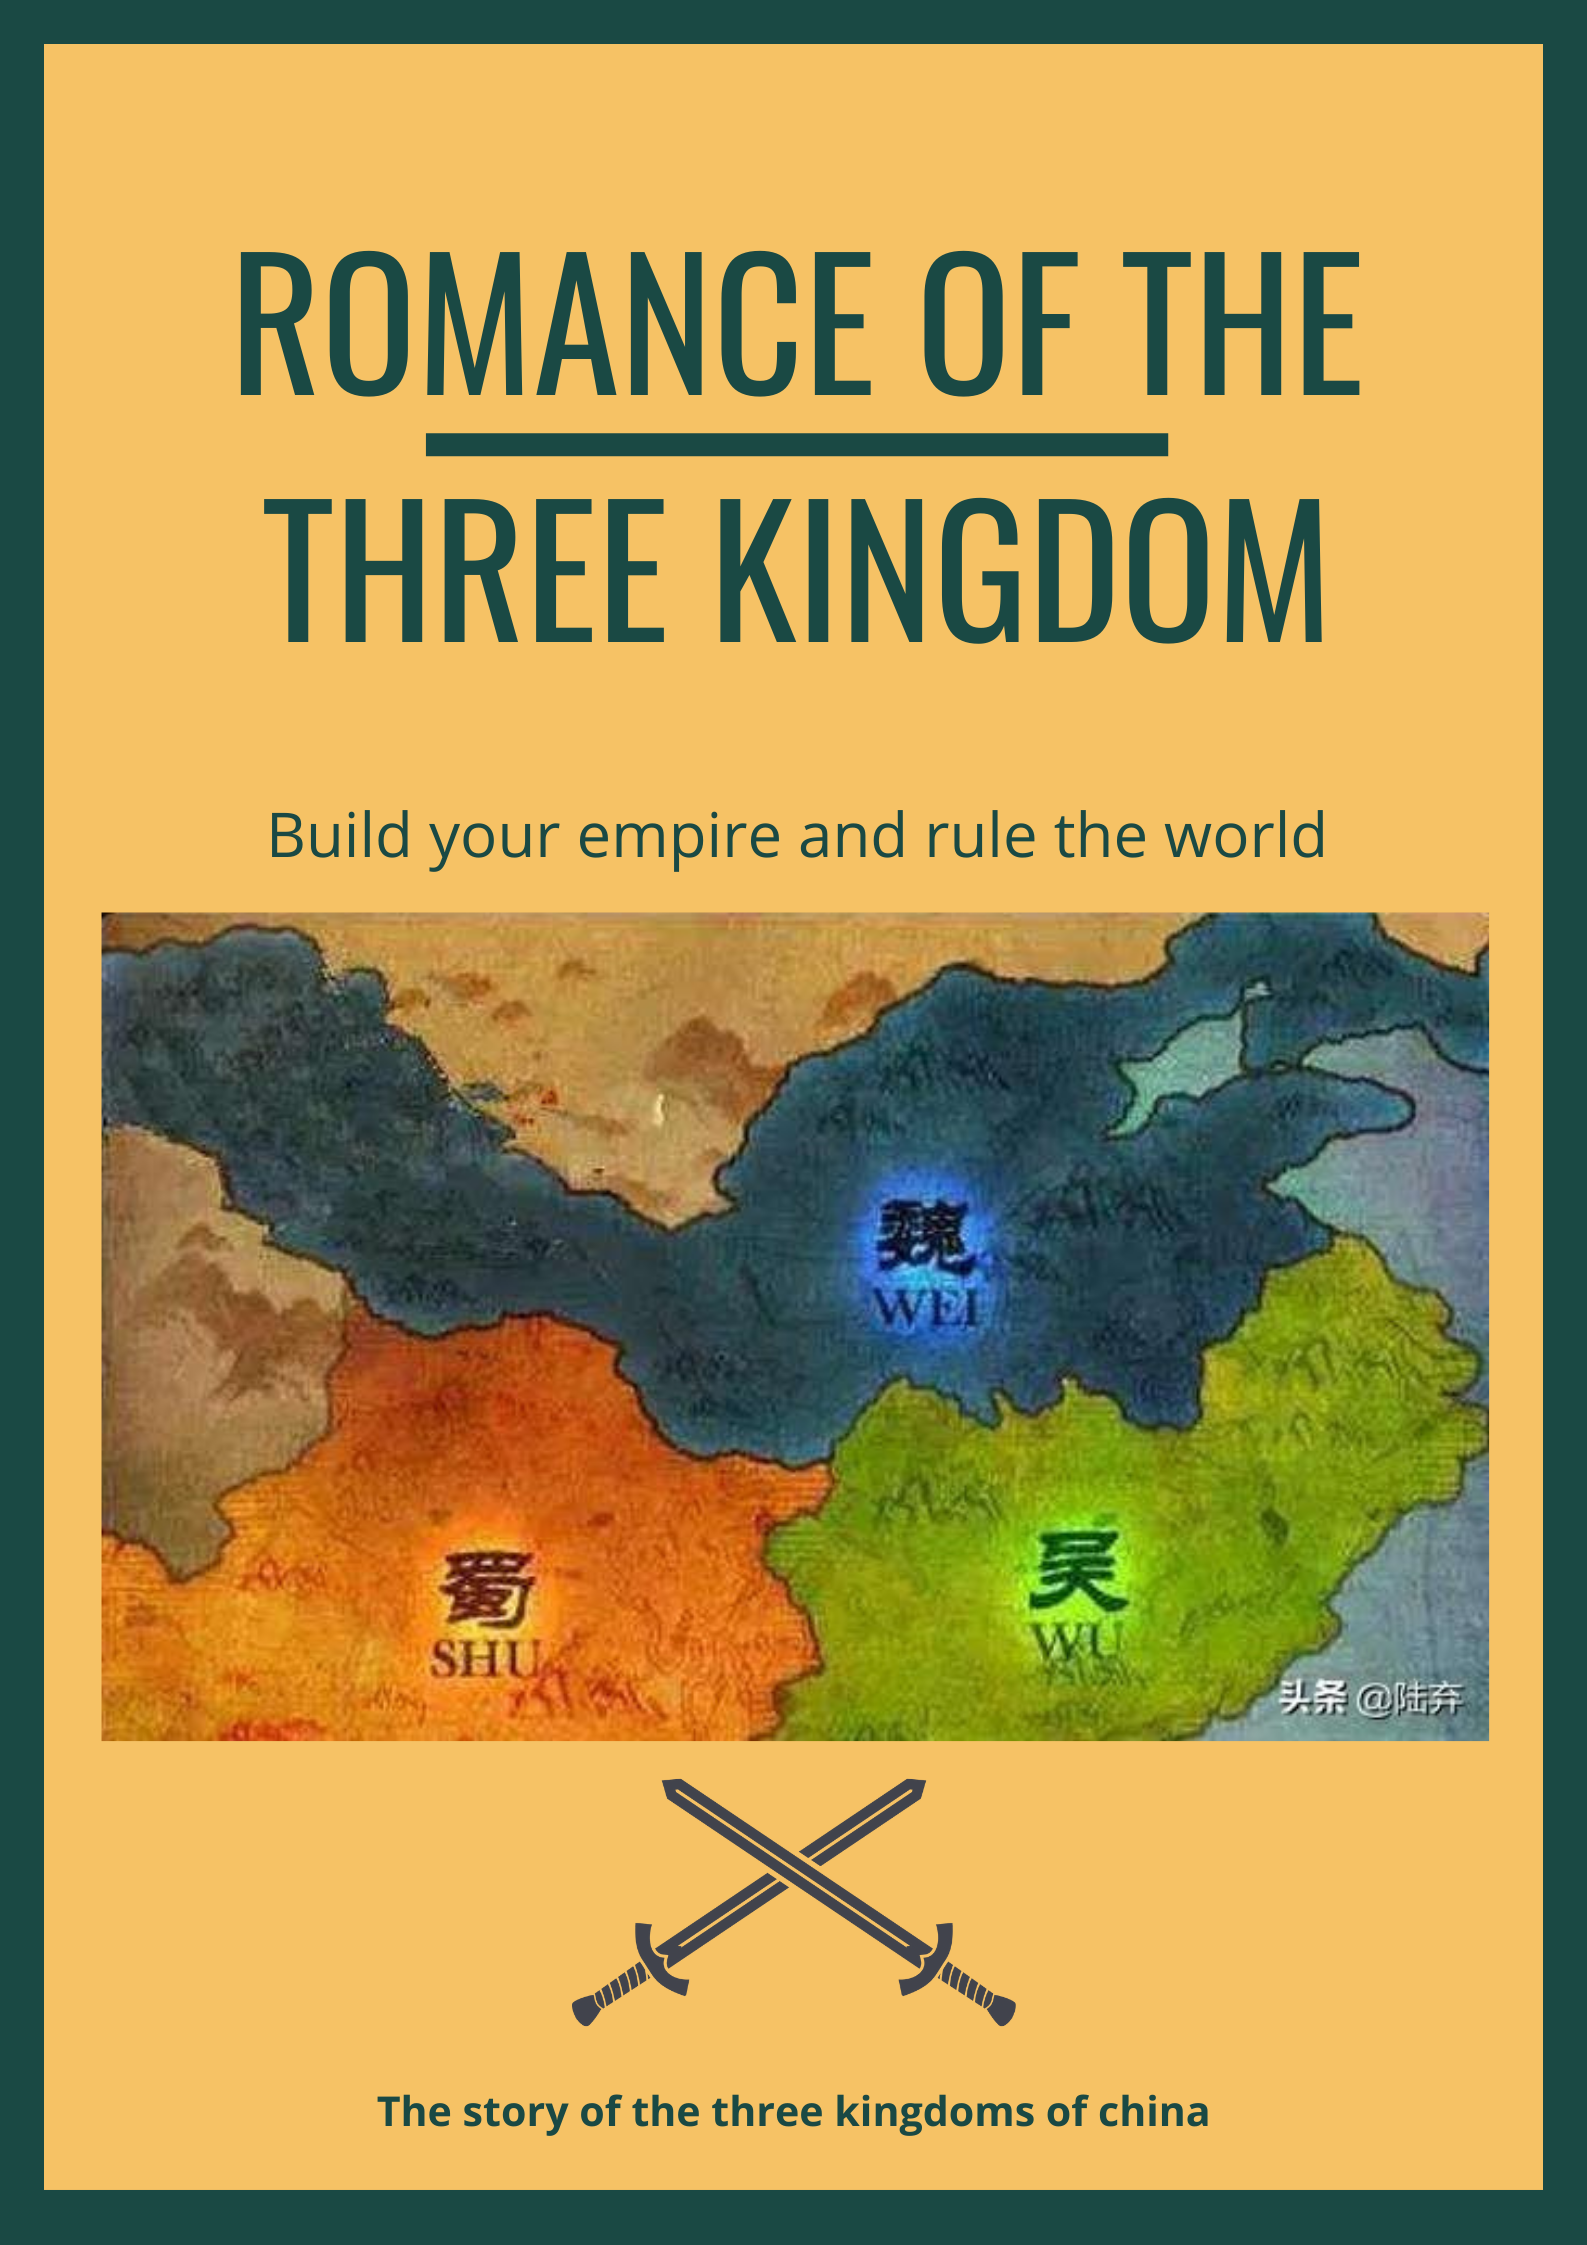 ROMANCE OF THE
THREE KINGDOM
Build your empire and rule the world
魏
WEI
蜀
SHU
吴
WU
头条 @陆弃
The story of the three kingdoms of china